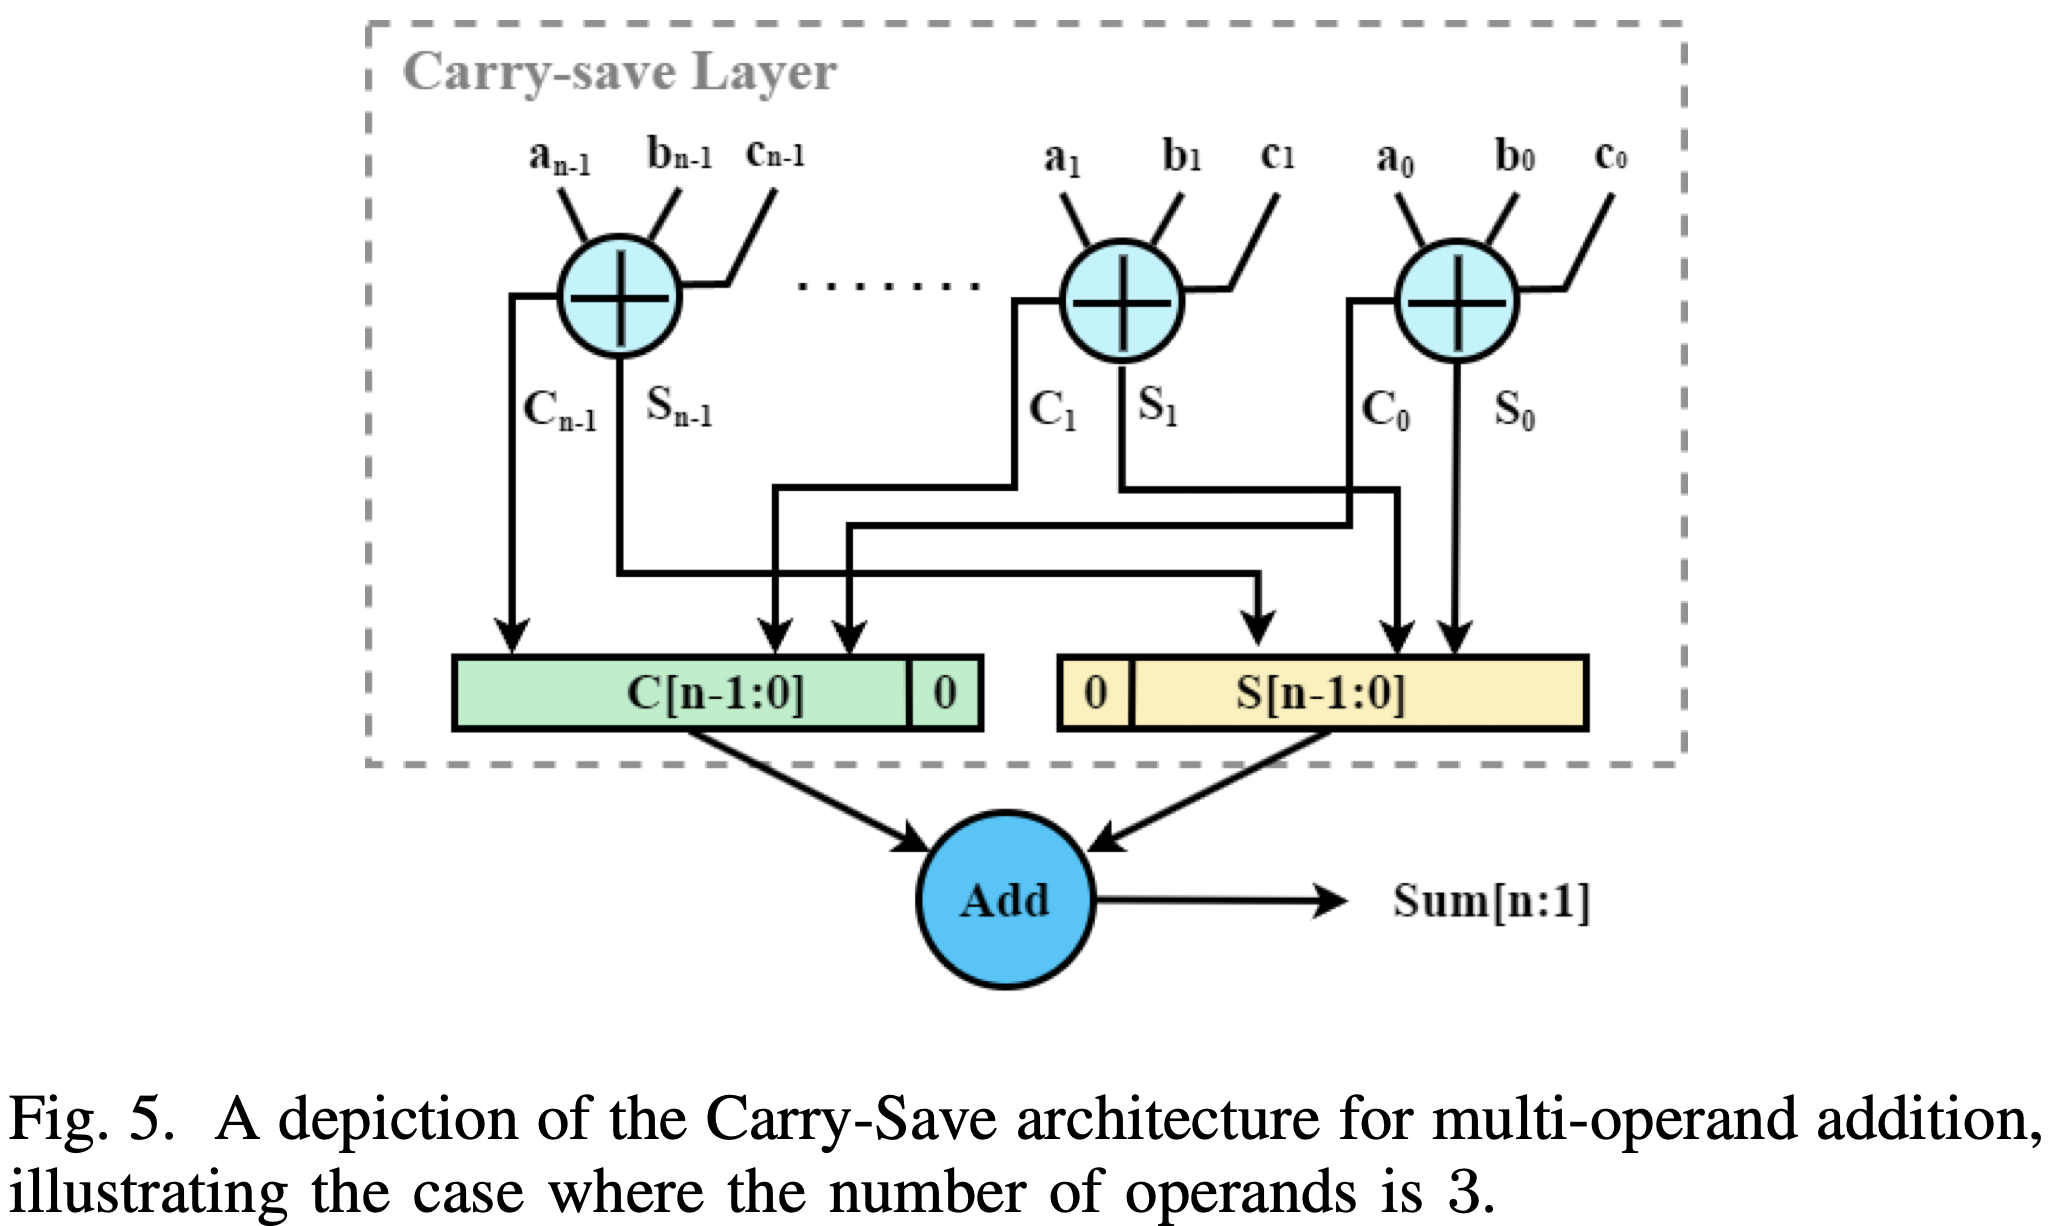 Carry-save Layer
aₙ₋₁ bₙ₋₁ cₙ₋₁ a₁ b₁ c₁ a₀ b₀ c₀
.......
Cₙ₋₁ Sₙ₋₁ C₁ S₁ C₀ S₀
C[n-1:0] 0 0 S[n-1:0]
Add Sum[n:1]
Fig. 5. A depiction of the Carry-Save architecture for multi-operand addition,
illustrating the case where the number of operands is 3.